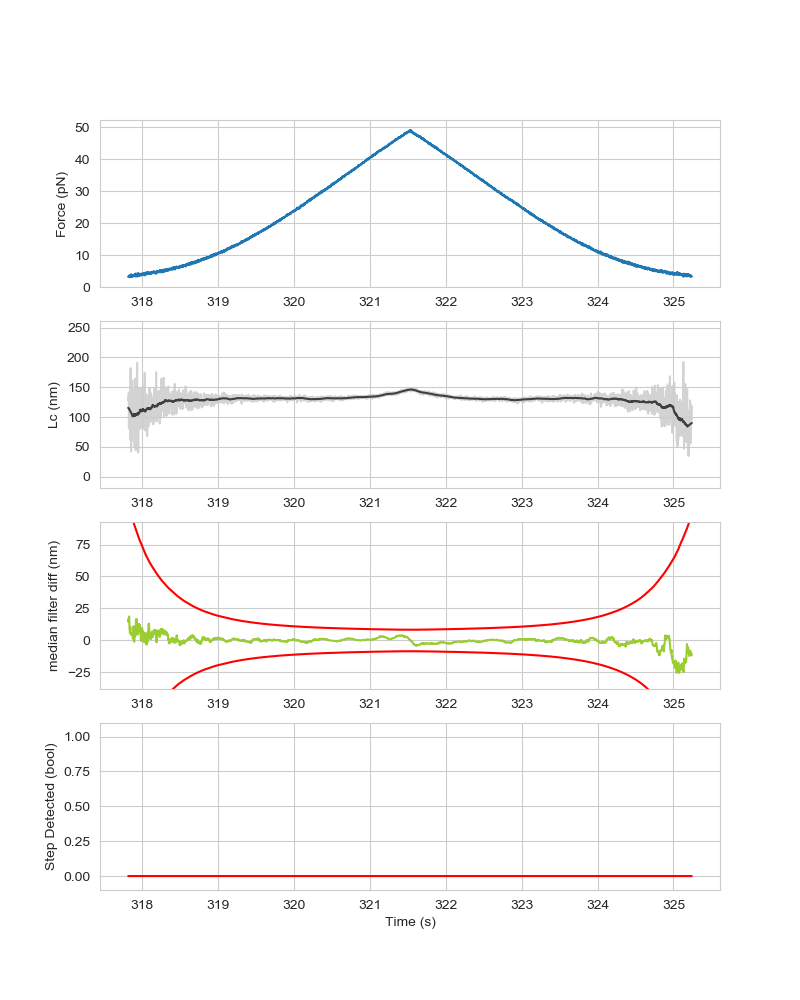 50
40
30
20
10
0
Force (pN)
318 319 320 321 322 323 324 325
250
200
150
100
50
0
Lc (nm)
318 319 320 321 322 323 324 325
75
50
25
0
−25
median filter diff (nm)
318 319 320 321 322 323 324 325
1.00
0.75
0.50
0.25
0.00
Step Detected (bool)
318 319 320 321 322 323 324 325
Time (s)